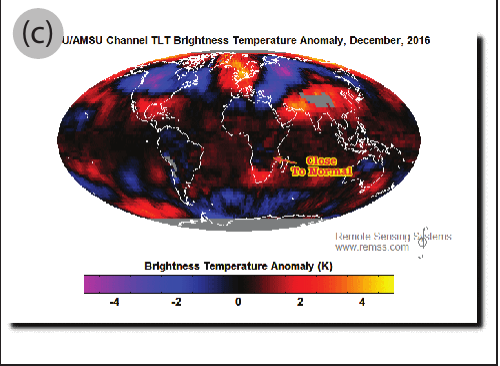 (c)
U/AMSU Channel TLT Brightness Temperature Anomaly, December, 2016
Close
To Normal
Remote Sensing Systems
www.remss.com
Brightness Temperature Anomaly (K)
-4 -2 0 2 4